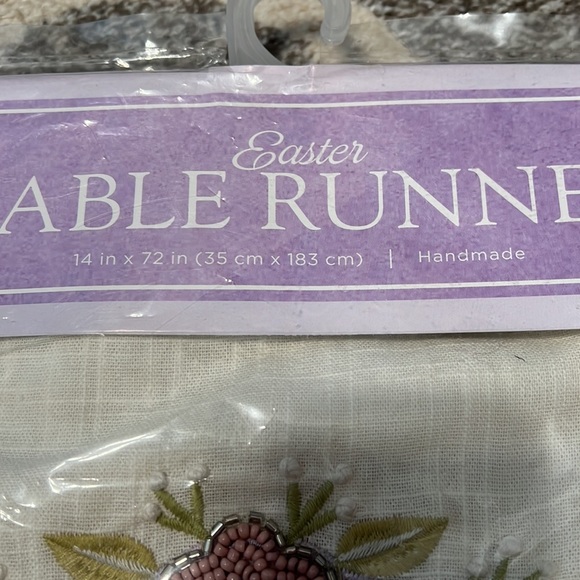 Easter
ABLE RUNNE
14 in x 72 in (35 cm x 183 cm) | Handmade